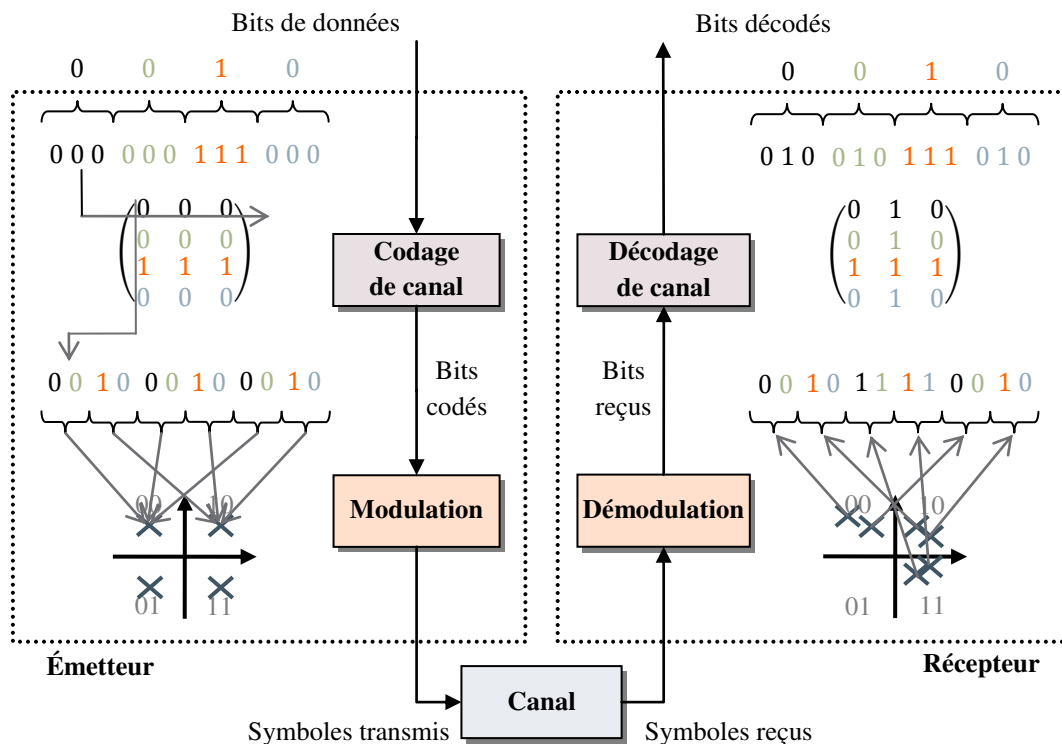 Bits de données
Bits décodés
0 0 1 0
0 0 0 0 0 0 1 1 1 0 0 0
0 0 0
0 0 0
1 1 1
0 0 0
0 0 1 0 0 0 1 0 0 0 1 0
00 10
01 11
Émetteur
Codage
de canal
Bits
codés
Modulation
Symboles transmis
Canal
Symboles reçus
Décodage
de canal
Bits
reçus
Démodulation
0 0 1 0
0 1 0 0 1 0 1 1 1 0 1 0
0 1 0
0 1 0
1 1 1
0 1 0
0 0 1 0 1 1 1 1 0 0 1 0
00 10
01 11
Récepteur